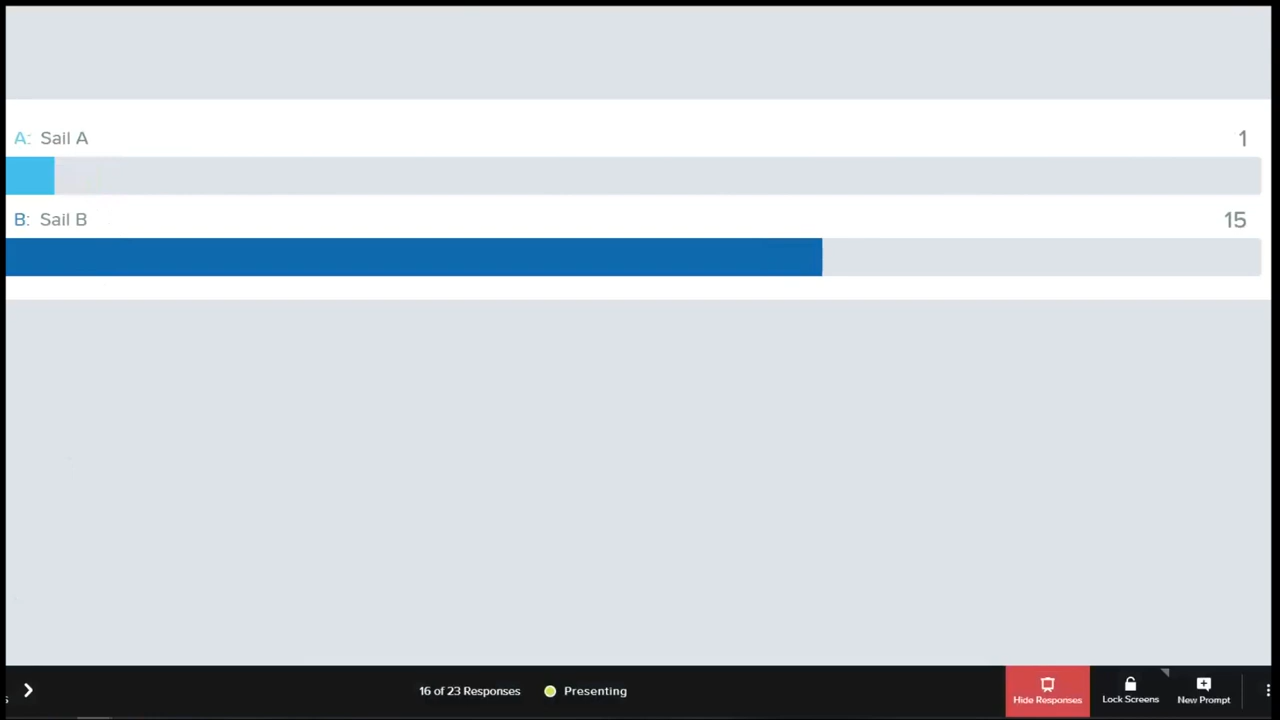 A: Sail A 1
B: Sail B 15
s 16 of 23 Responses Presenting Hide Responses Lock Screens New Prompt